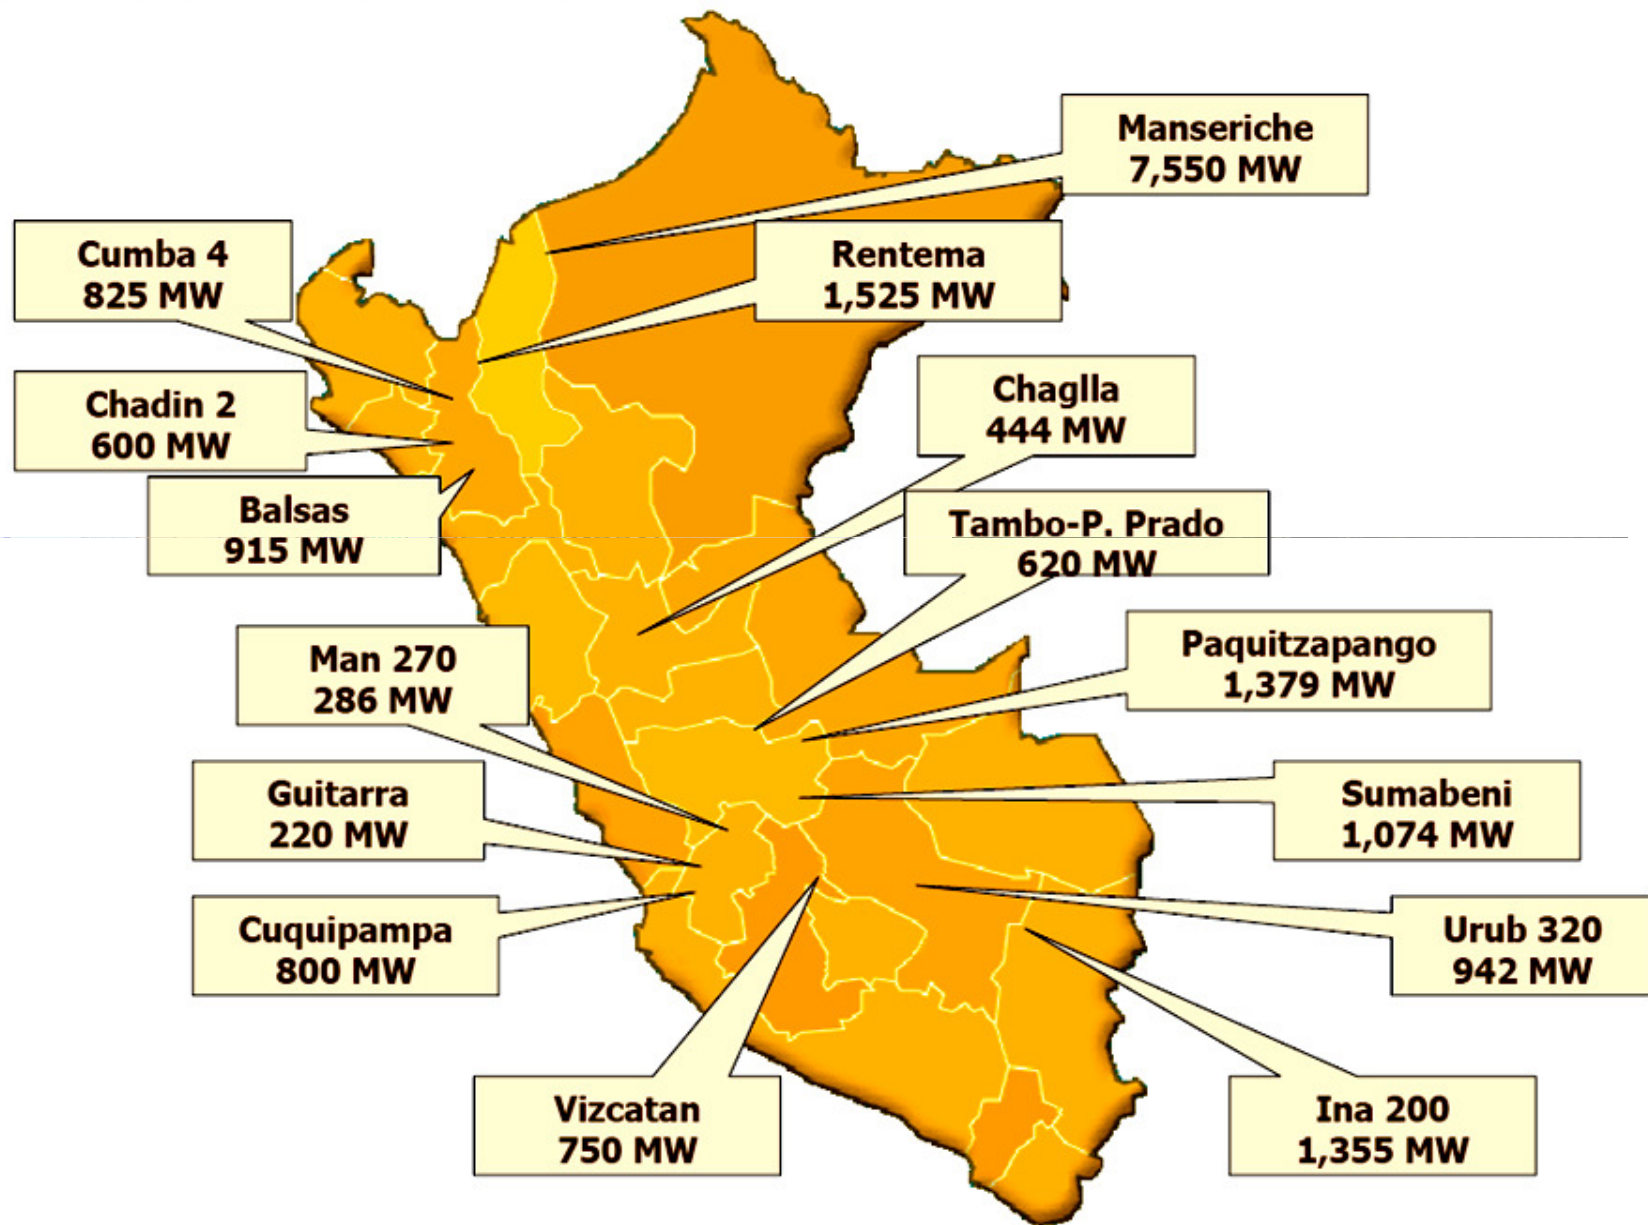 Manseriche
7,550 MW
Cumba 4
825 MW
Rentema
1,525 MW
Chadin 2
600 MW
Chaglla
444 MW
Balsas
915 MW
Tambo-P. Prado
620 MW
Man 270
286 MW
Paquitzapango
1,379 MW
Guitarra
220 MW
Sumabeni
1,074 MW
Cuquipampa
800 MW
Urub 320
942 MW
Vizcatan
750 MW
Ina 200
1,355 MW